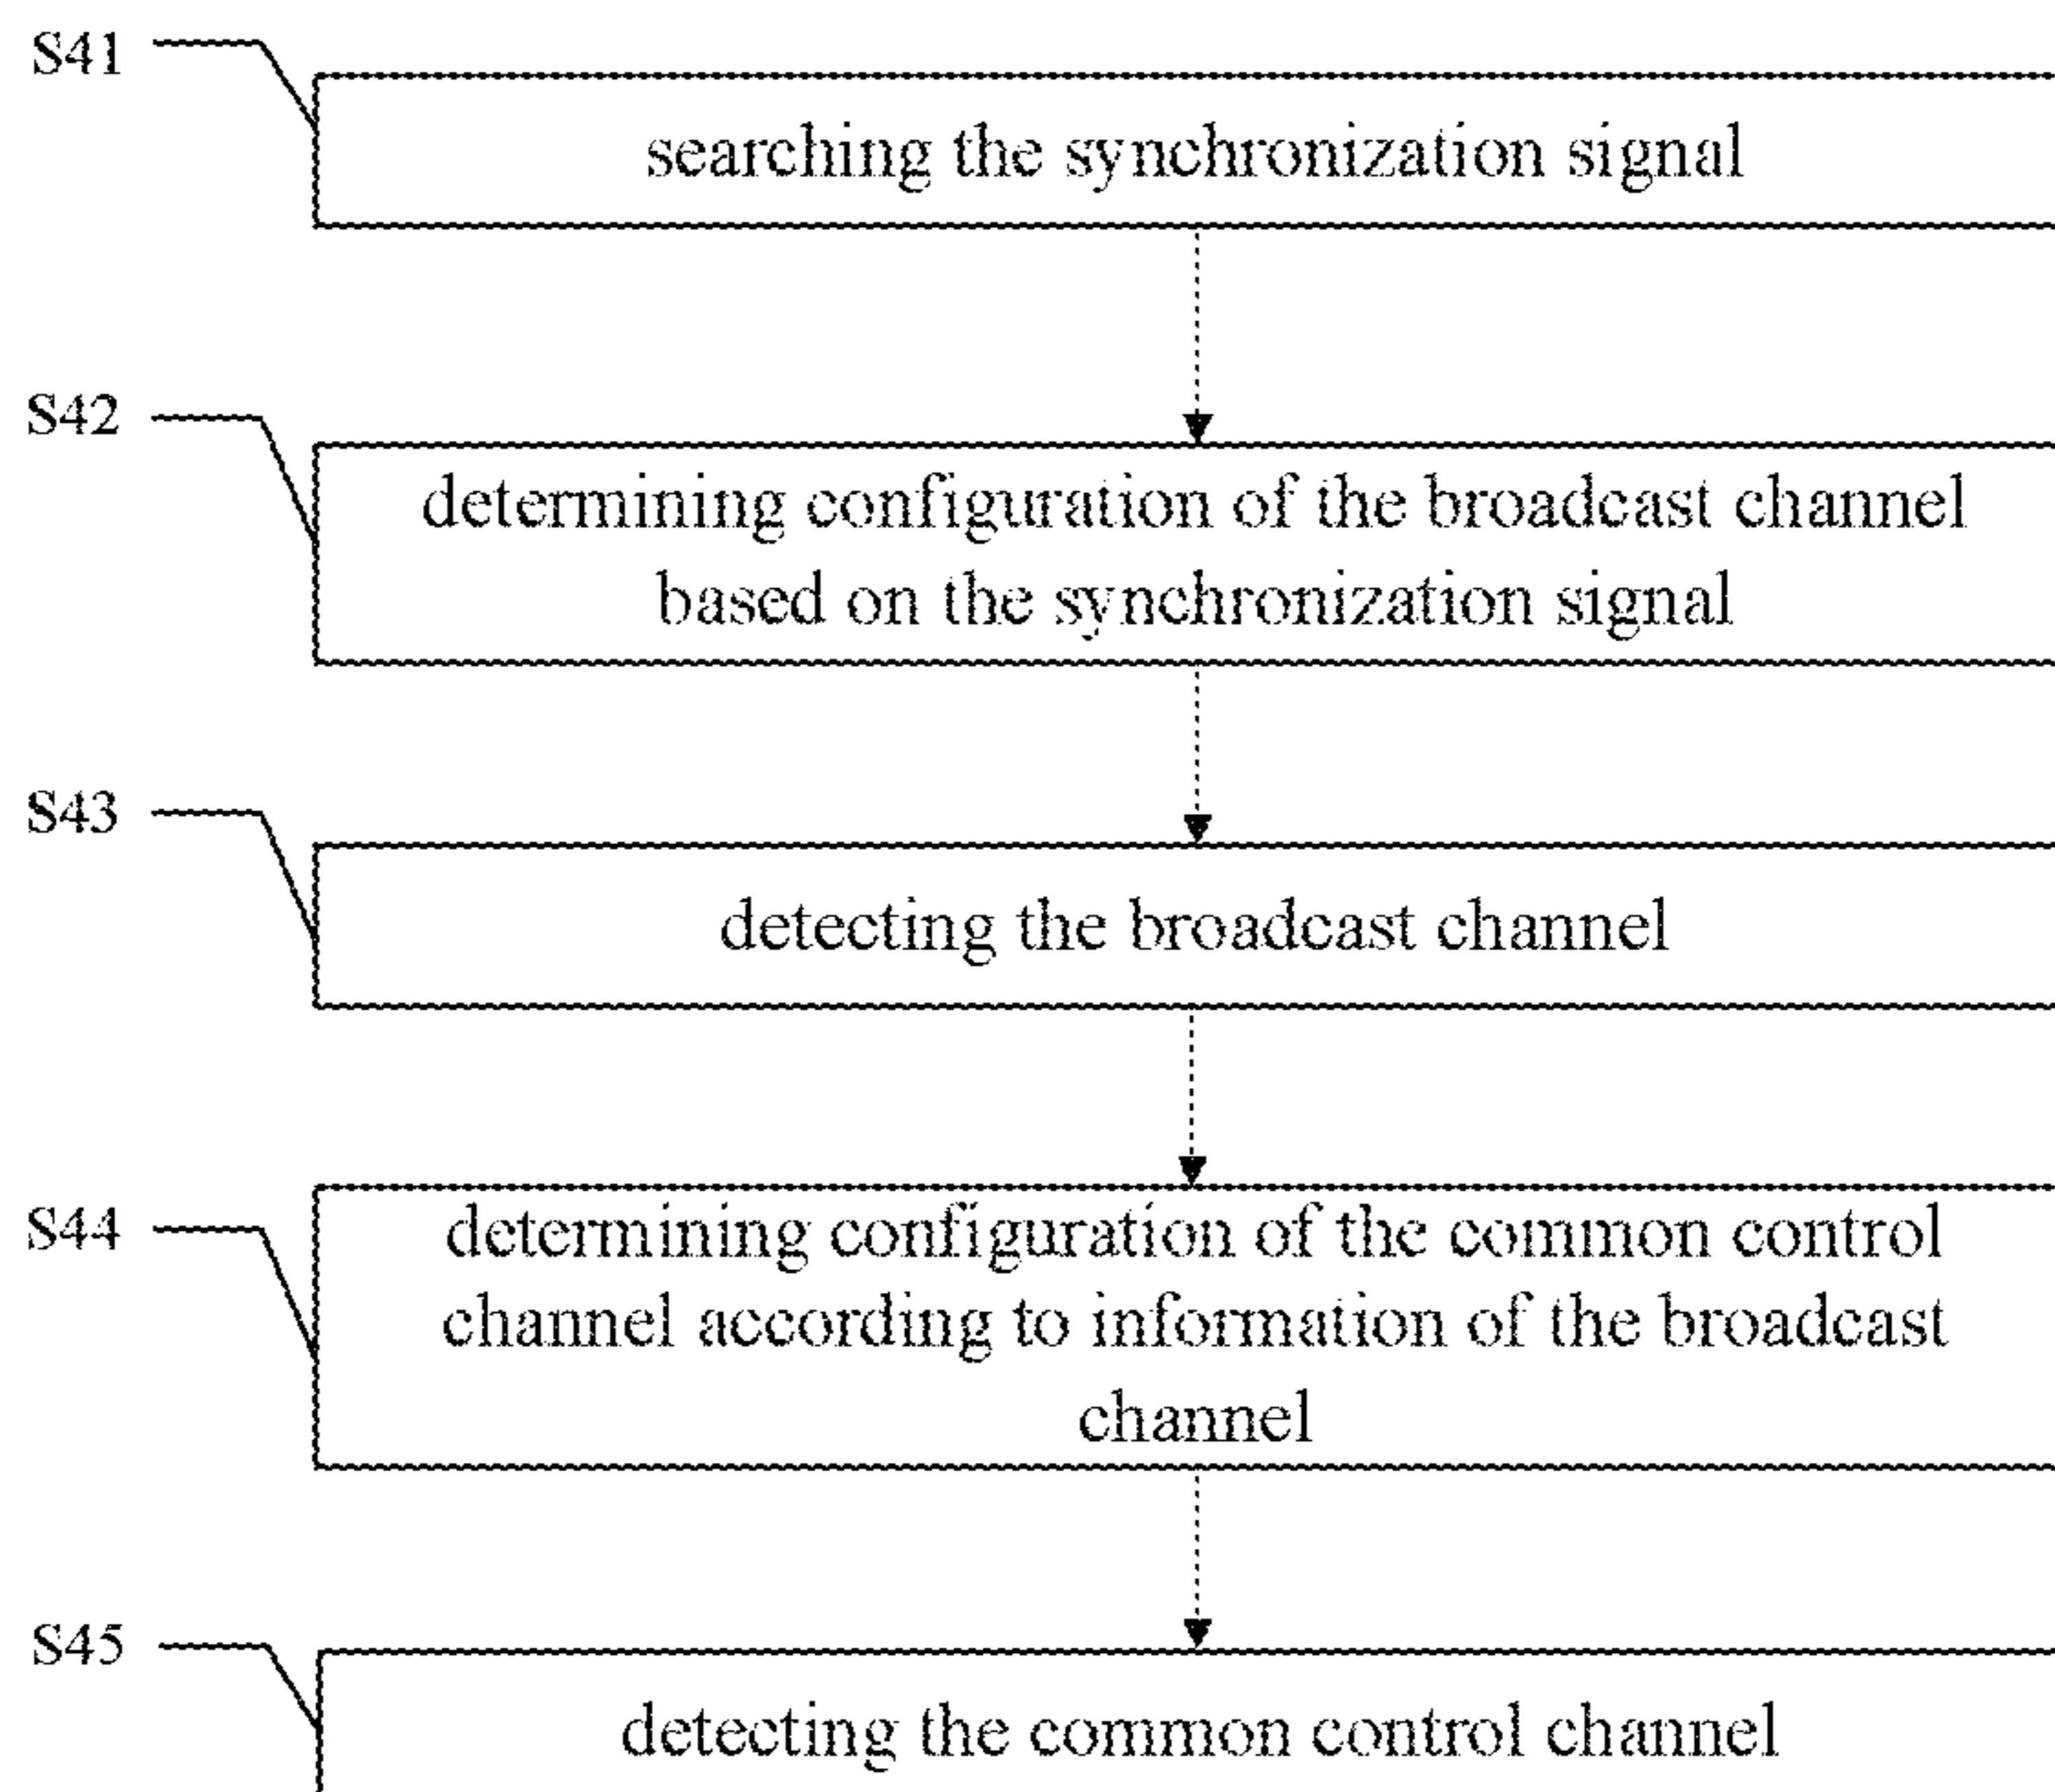 S41
searching the synchronization signal
S42
determining configuration of the broadcast channel
based on the synchronization signal
S43
detecting the broadcast channel
S44
determining configuration of the common control
channel according to information of the broadcast
channel
S45
detecting the common control channel